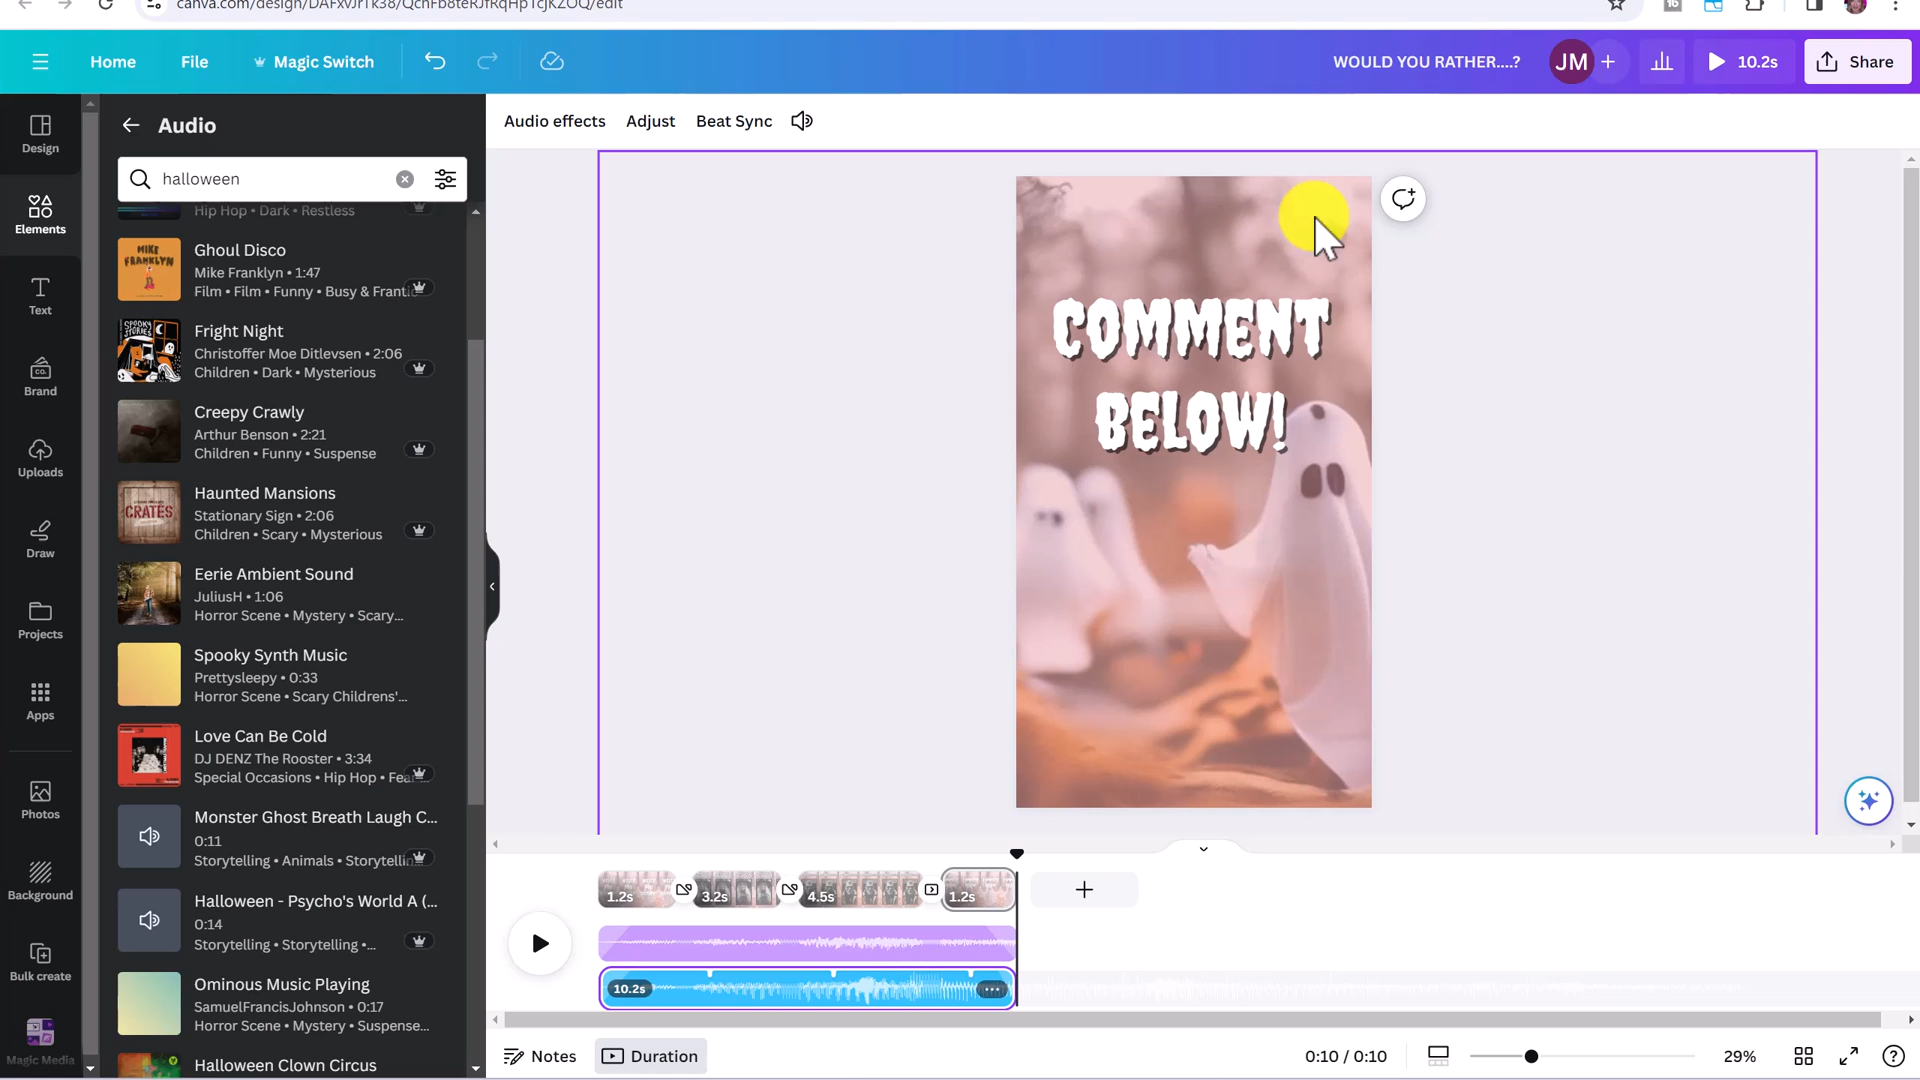 canva.com/design/DAFxvJrTk38/QchFb8teRJfRqHpTcjKZOQ/edit
Home
File
Magic Switch
WOULD YOU RATHER....?
JM
10.2s
Share
Design
Elements
Text
Brand
Uploads
Draw
Projects
Apps
Photos
Background
Bulk create
Magic Media
Audio
halloween
Hip Hop • Dark • Restless
Ghoul Disco
Mike Franklyn • 1:47
Film • Film • Funny • Busy & Frantic
Fright Night
Christoffer Moe Ditlevsen • 2:06
Children • Dark • Mysterious
Creepy Crawly
Arthur Benson • 2:21
Children • Funny • Suspense
Haunted Mansions
Stationary Sign • 2:06
Children • Scary • Mysterious
Eerie Ambient Sound
JuliusH • 1:06
Horror Scene • Mystery • Scary...
Spooky Synth Music
Prettysleepy • 0:33
Horror Scene • Scary Childrens'...
Love Can Be Cold
DJ DENZ The Rooster • 3:34
Special Occasions • Hip Hop • Fea
Monster Ghost Breath Laugh C...
0:11
Storytelling • Animals • Storytelli
Halloween - Psycho's World A (...
0:14
Storytelling • Storytelling •...
Ominous Music Playing
SamuelFrancisJohnson • 0:17
Horror Scene • Mystery • Suspense...
Halloween Clown Circus
Audio effects
Adjust
Beat Sync
COMMENT
BELOW!
1.2s
3.2s
4.5s
1.2s
10.2s
Notes
Duration
0:10 / 0:10
29%